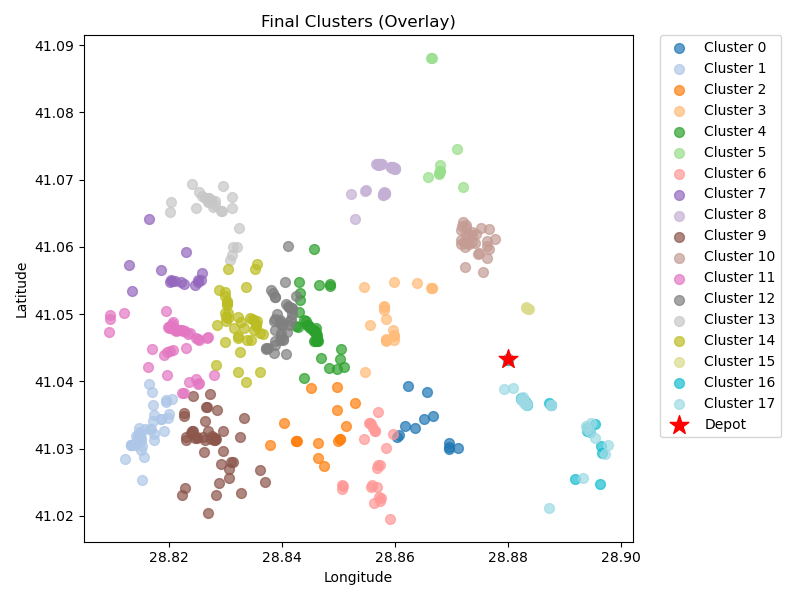 Final Clusters (Overlay)
41.09
41.08
41.07
41.06
41.05
41.04
41.03
41.02
Latitude
28.82
28.84
28.86
28.88
28.90
Longitude
Cluster 0
Cluster 1
Cluster 2
Cluster 3
Cluster 4
Cluster 5
Cluster 6
Cluster 7
Cluster 8
Cluster 9
Cluster 10
Cluster 11
Cluster 12
Cluster 13
Cluster 14
Cluster 15
Cluster 16
Cluster 17
Depot